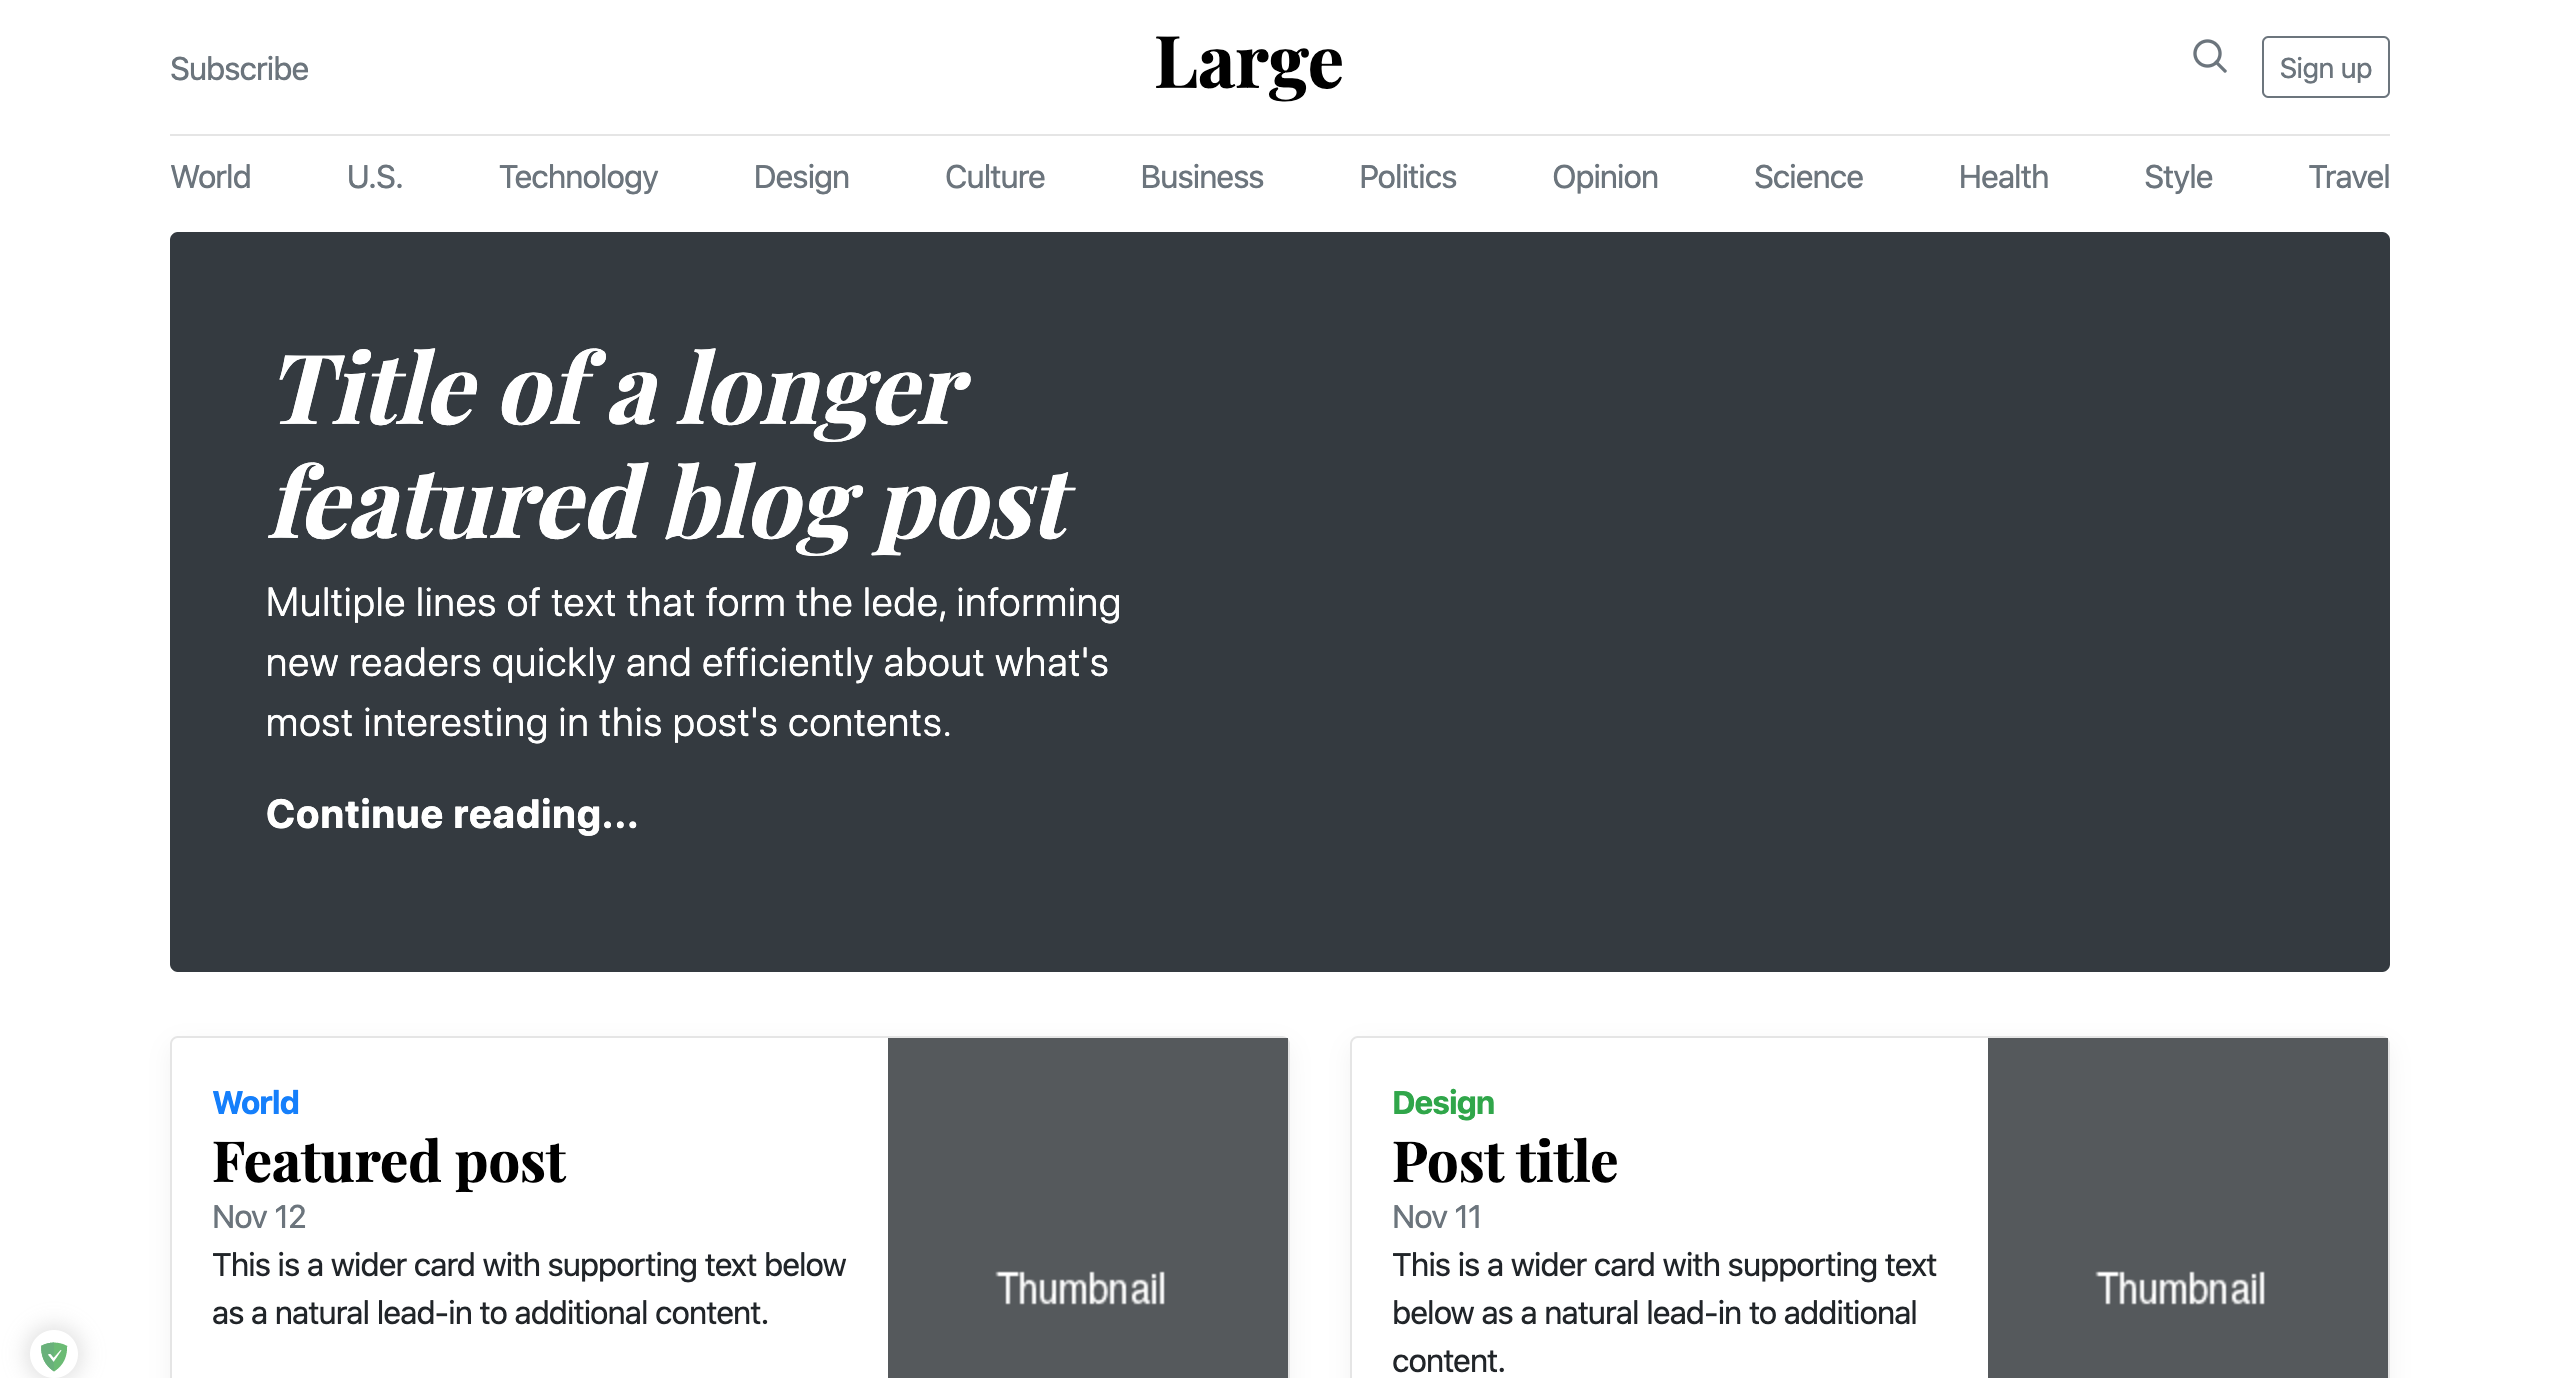 Subscribe
Large
Sign up
World U.S. Technology Design Culture Business Politics Opinion Science Health Style Travel
Title of a longer
featured blog post
Multiple lines of text that form the lede, informing
new readers quickly and efficiently about what's
most interesting in this post's contents.
Continue reading...
World
Featured post
Nov 12
This is a wider card with supporting text below
as a natural lead-in to additional content.
Thumbnail
Design
Post title
Nov 11
This is a wider card with supporting text
below as a natural lead-in to additional
content.
Thumbnail